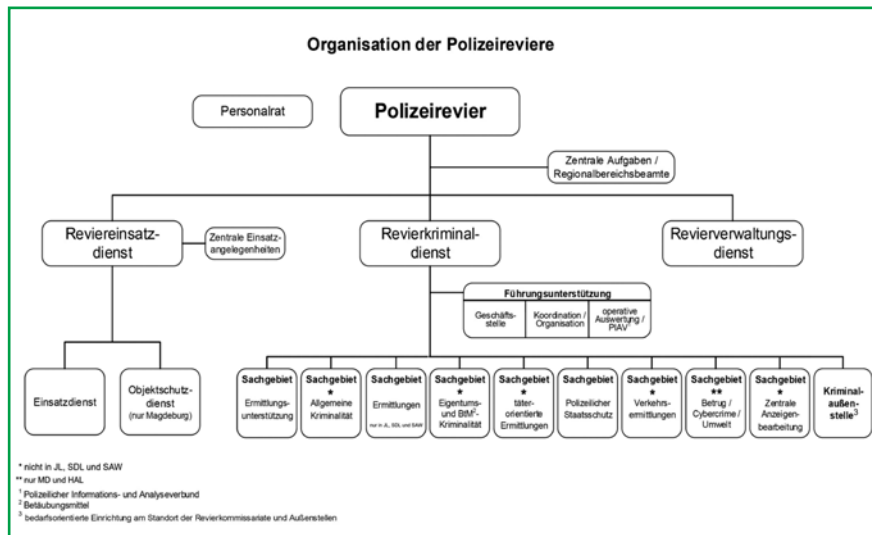 Organisation der Polizeireviere
Personalrat
Polizeirevier
Zentrale Aufgaben /
Regionalbereichsbeamte
Reviereinsatz-
dienst
Zentrale Einsatz-
angelegenheiten
Revierkriminal-
dienst
Revierverwaltungs-
dienst
Führungsunterstützung
Geschäfts-
stelle
Koordination /
Organisation
operative
Auswertung /
PIAV¹
Einsatzdienst
Objektschutz-
dienst
(nur Magdeburg)
Sachgebiet
Ermittlungs-
unterstützung
Sachgebiet
*
Allgemeine
Kriminalität
Sachgebiet
Ermittlungen
nur in JL, SDL und SAW
Sachgebiet
*
Eigentums-
und BtM²-
Kriminalität
Sachgebiet
*
täter-
orientierte
Ermittlungen
Sachgebiet
Polizeilicher
Staatsschutz
Sachgebiet
*
Verkehrs-
ermittlungen
Sachgebiet
**
Betrug /
Cybercrime /
Umwelt
Sachgebiet
*
Zentrale
Anzeigen-
bearbeitung
Kriminal-
außen-
stelle³
* nicht in JL, SDL und SAW
** nur MD und HAL
¹ Polizeilicher Informations- und Analyseverbund
² Betäubungsmittel
³ bedarfsorientierte Einrichtung am Standort der Revierkommissariate und Außenstellen